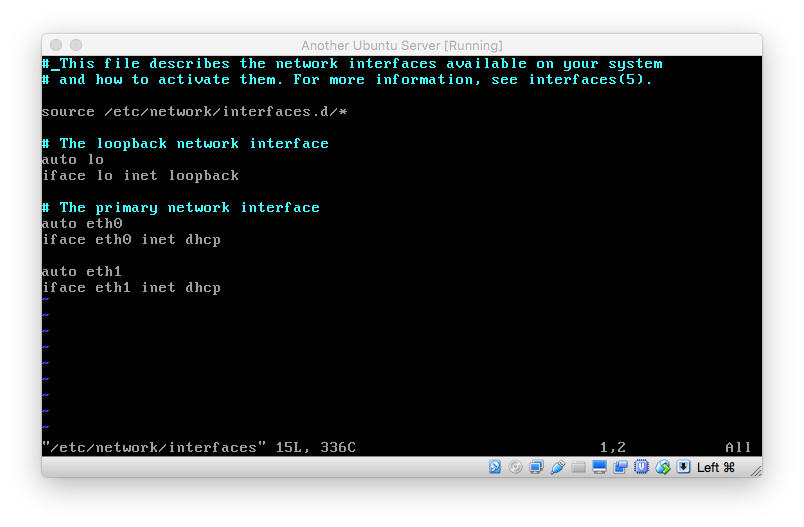 Another Ubuntu Server [Running]
# This file describes the network interfaces available on your system
# and how to activate them. For more information, see interfaces(5).
source /etc/network/interfaces.d/*
# The loopback network interface
auto lo
iface lo inet loopback
# The primary network interface
auto eth0
iface eth0 inet dhcp
auto eth1
iface eth1 inet dhcp
~
~
~
~
~
~
~
~
~
"/etc/network/interfaces" 15L, 336C 1,2 All
Left ⌘